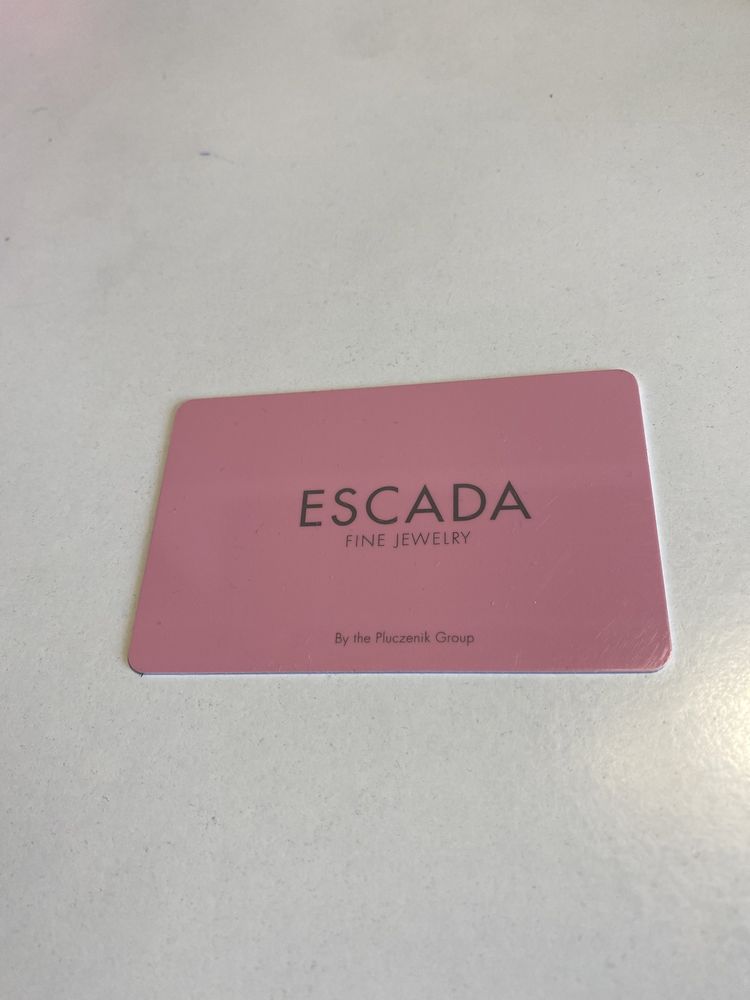 ESCADA
FINE JEWELRY
By the Pluczenik Group